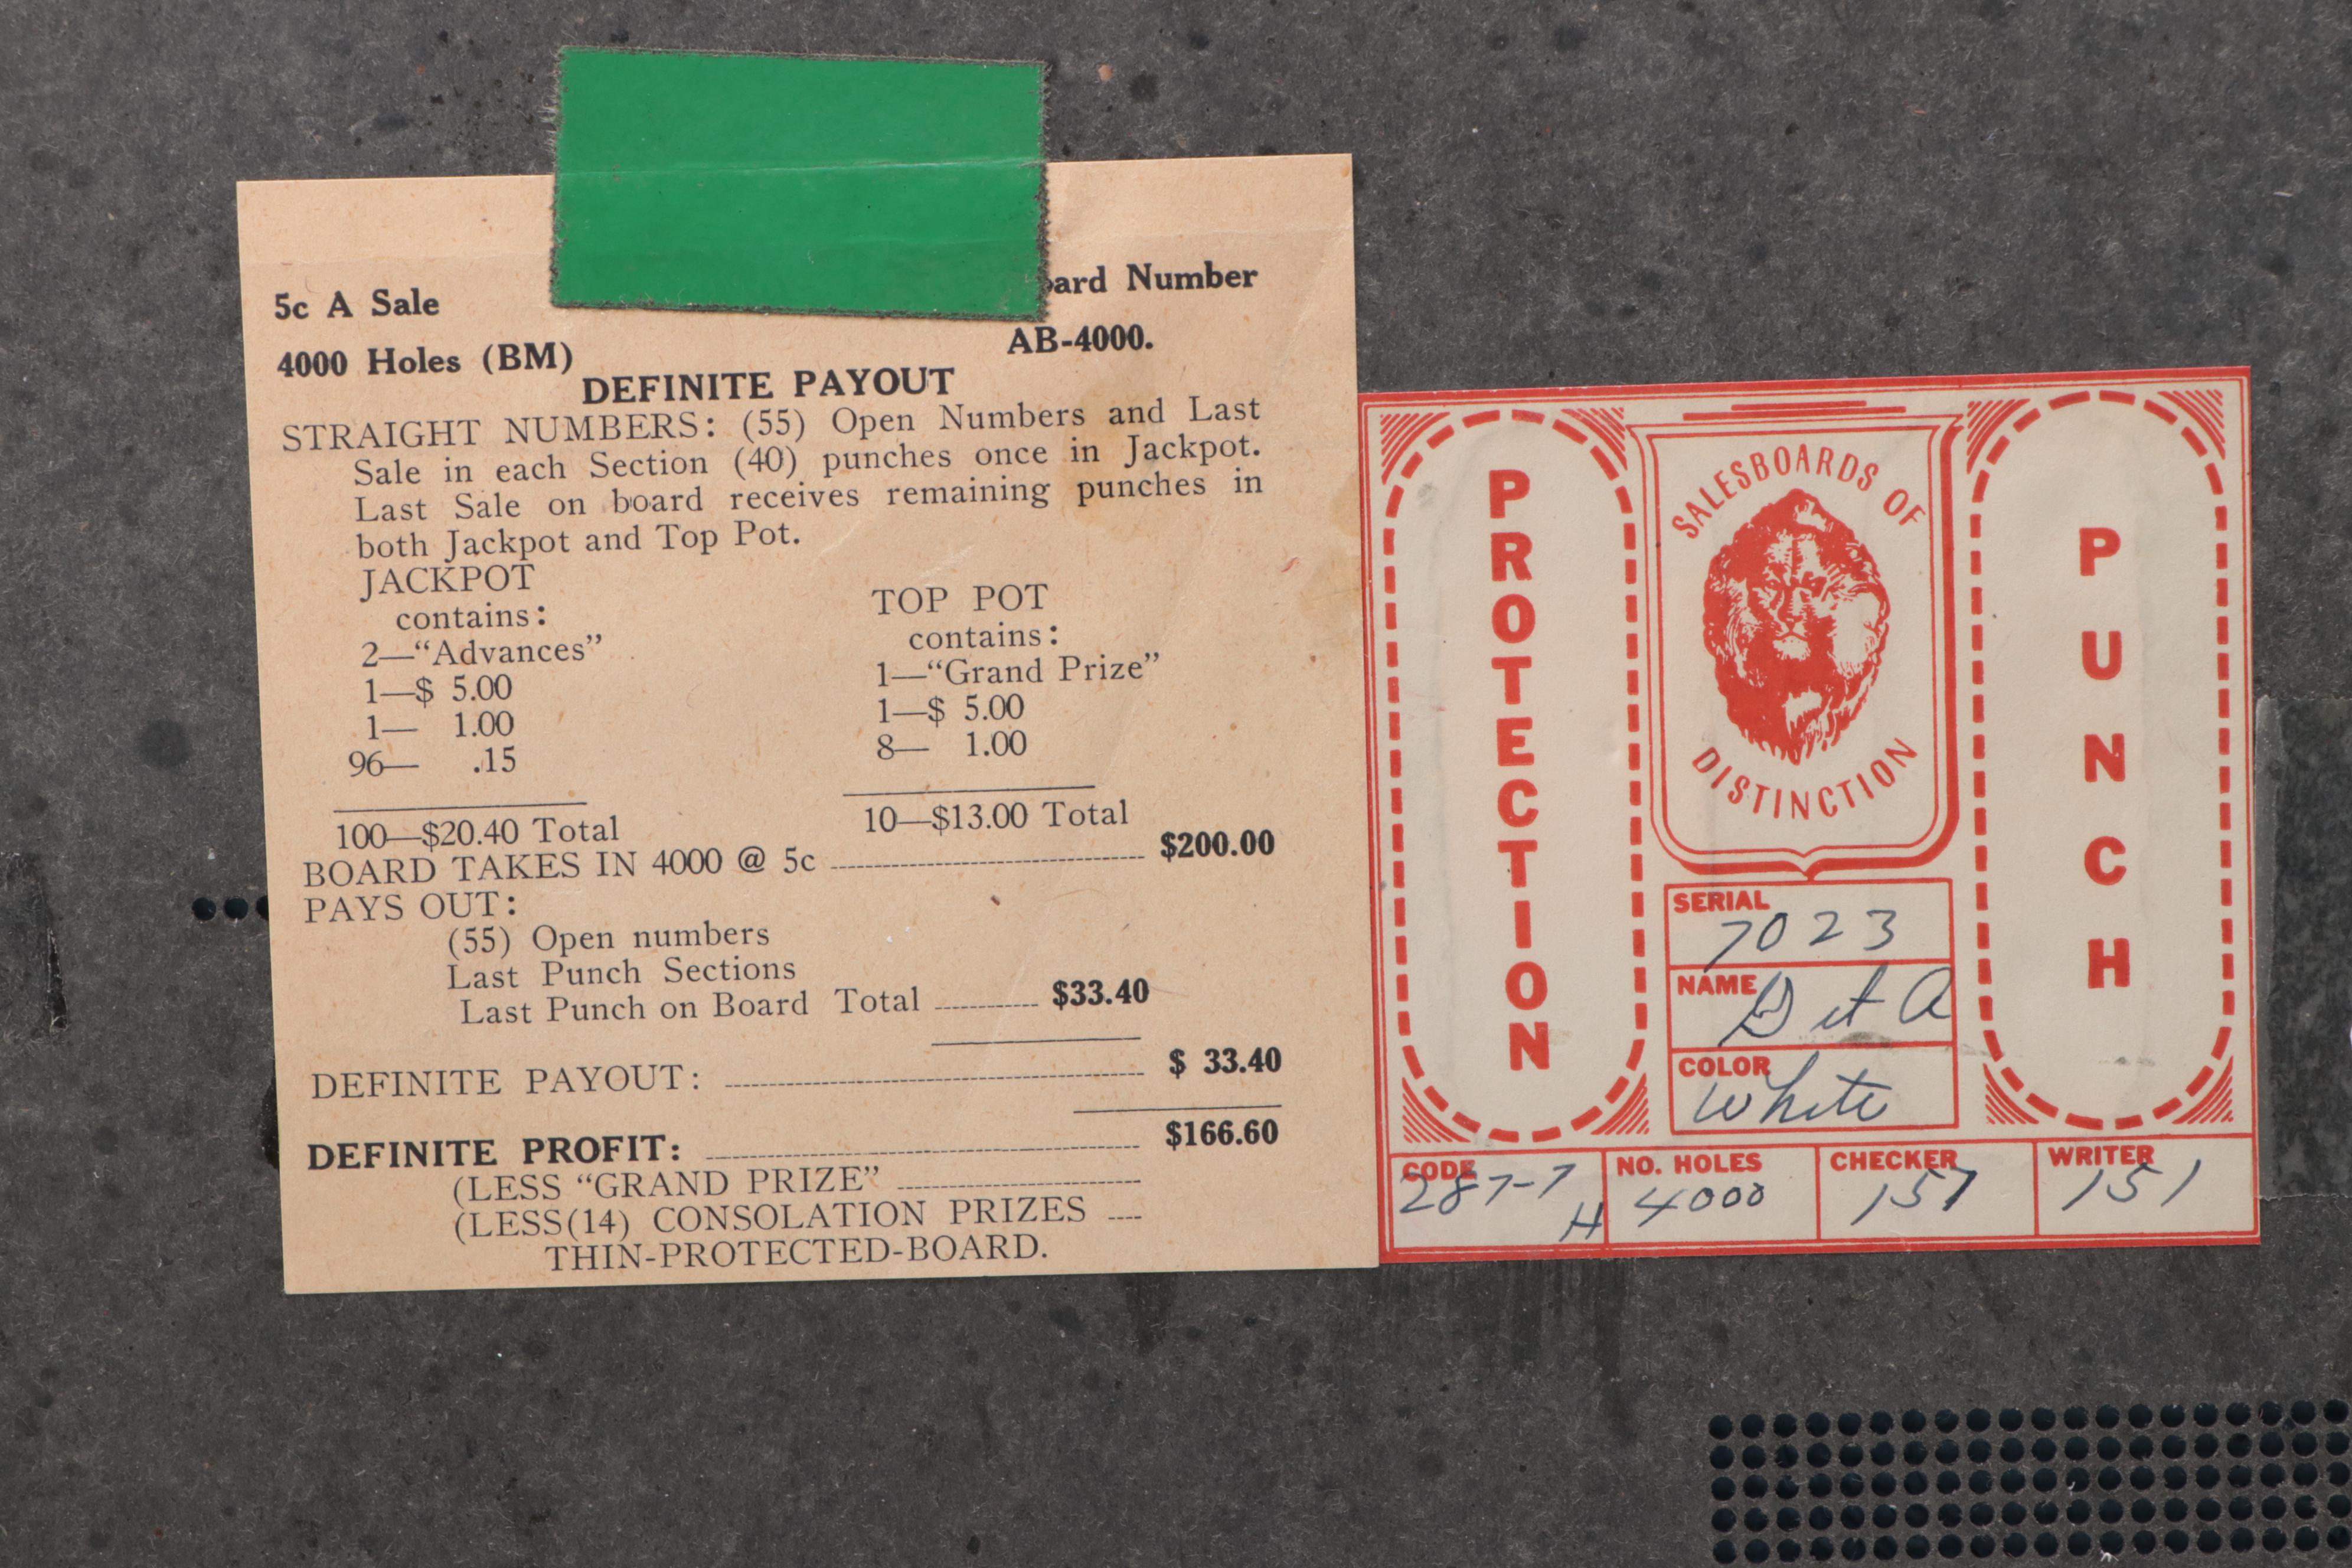 5c A Sale
Board Number
4000 Holes (BM)
AB-4000.
DEFINITE PAYOUT
STRAIGHT NUMBERS: (55) Open Numbers and Last
Sale in each Section (40) punches once in Jackpot.
Last Sale on board receives remaining punches in
both Jackpot and Top Pot.
JACKPOT
contains:
2—“Advances”
1—$ 5.00
1— 1.00
96— .15
100—$20.40 Total
TOP POT
contains:
1—“Grand Prize”
1—$ 5.00
8— 1.00
10—$13.00 Total
BOARD TAKES IN 4000 @ 5c $200.00
PAYS OUT:
(55) Open numbers
Last Punch Sections
Last Punch on Board Total $33.40
DEFINITE PAYOUT: $ 33.40
DEFINITE PROFIT: $166.60
(LESS “GRAND PRIZE”
(LESS(14) CONSOLATION PRIZES
THIN-PROTECTED-BOARD.
PROTECTION
SALESBOARDS OF
DISTINCTION
PUNCH
SERIAL
7023
NAME
COLOR
White
CODE
287-7
H
NO. HOLES
4000
CHECKER
157
WRITER
151